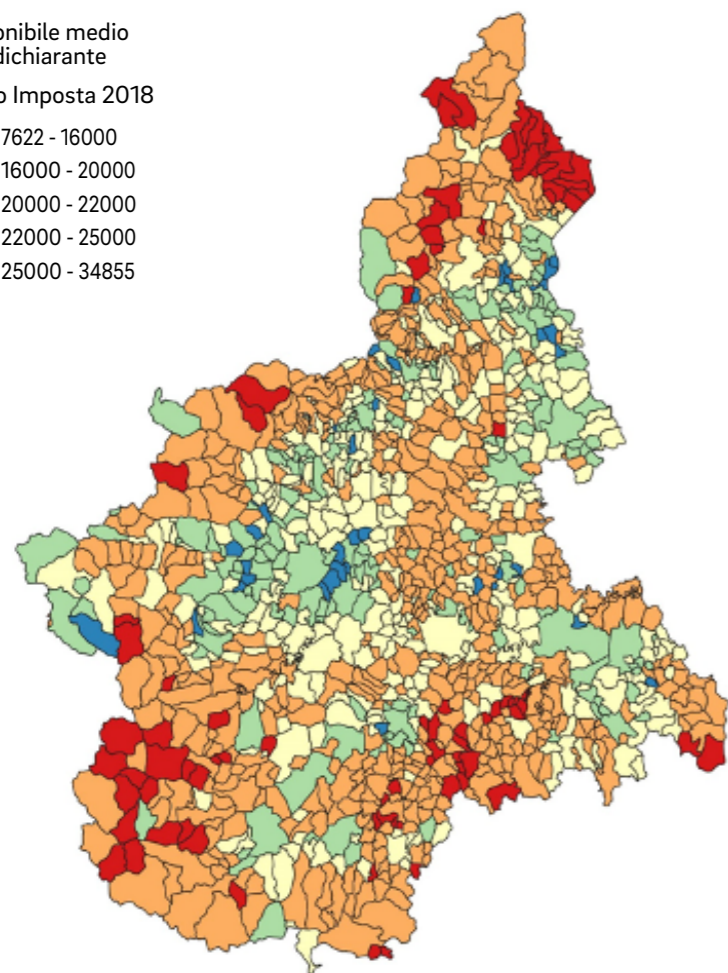 onibile medio
dichiarante
o Imposta 2018
7622 - 16000
16000 - 20000
20000 - 22000
22000 - 25000
25000 - 34855